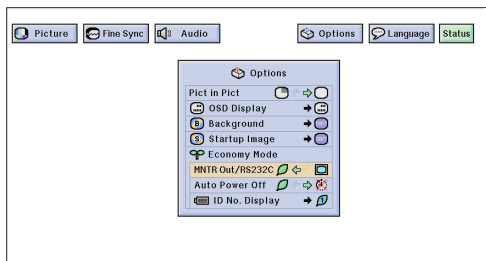 Picture Fine Sync Audio Options Language Status
Options
Pict in Pict
OSD Display
B Background
S Startup Image
Economy Mode
MNTR Out/RS232C
Auto Power Off
ID No. Display 1